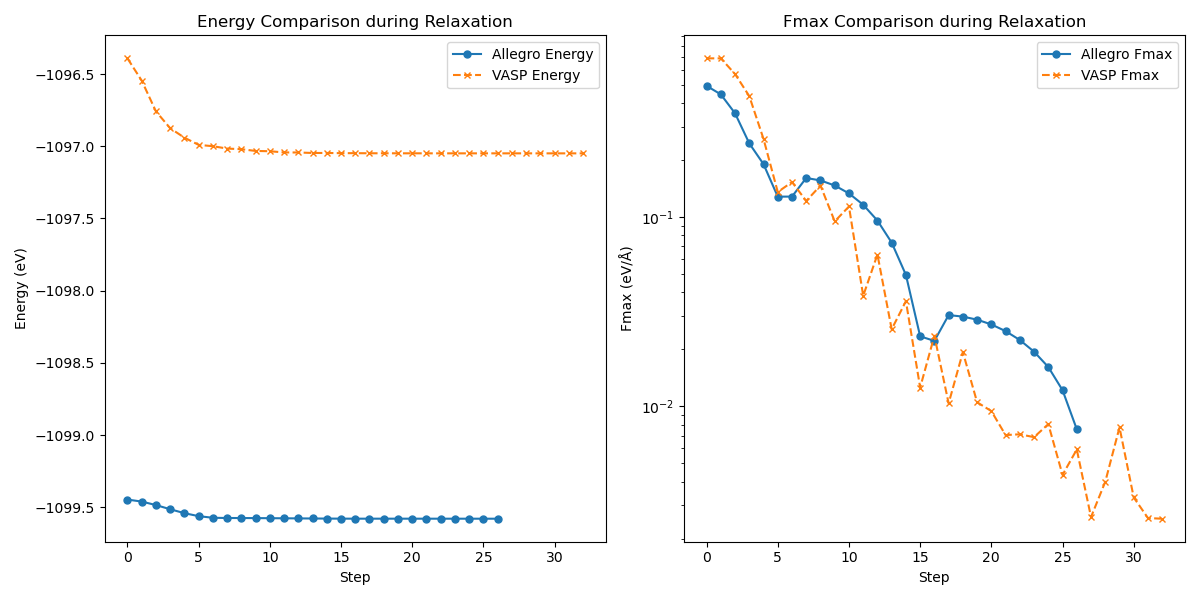 Energy Comparison during Relaxation
Allegro Energy
VASP Energy
−1096.5
−1097.0
−1097.5
−1098.0
−1098.5
−1099.0
−1099.5
Energy (eV)
0 5 10 15 20 25 30
Step
Fmax Comparison during Relaxation
Allegro Fmax
VASP Fmax
10⁻¹
10⁻²
Fmax (eV/Å)
0 5 10 15 20 25 30
Step